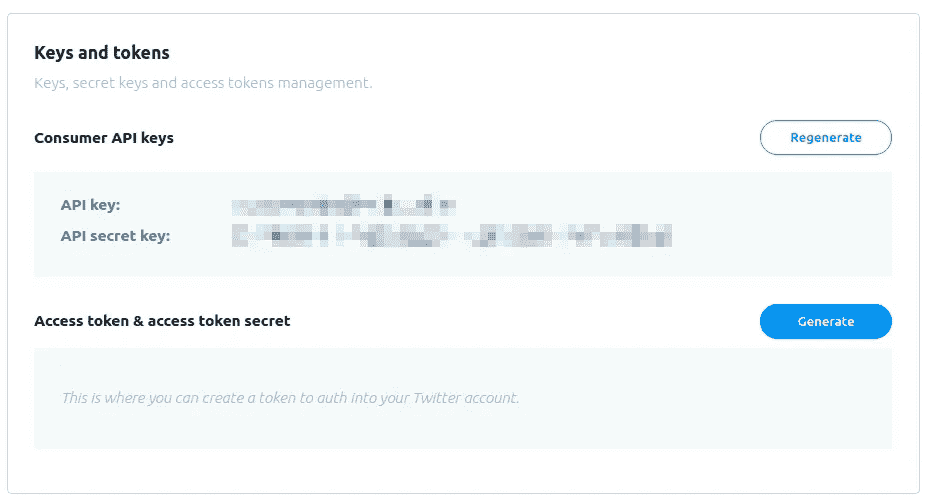 Keys and tokens
Keys, secret keys and access tokens management.
Consumer API keys
Regenerate
API key:
API secret key:
Access token & access token secret
Generate
This is where you can create a token to auth into your Twitter account.